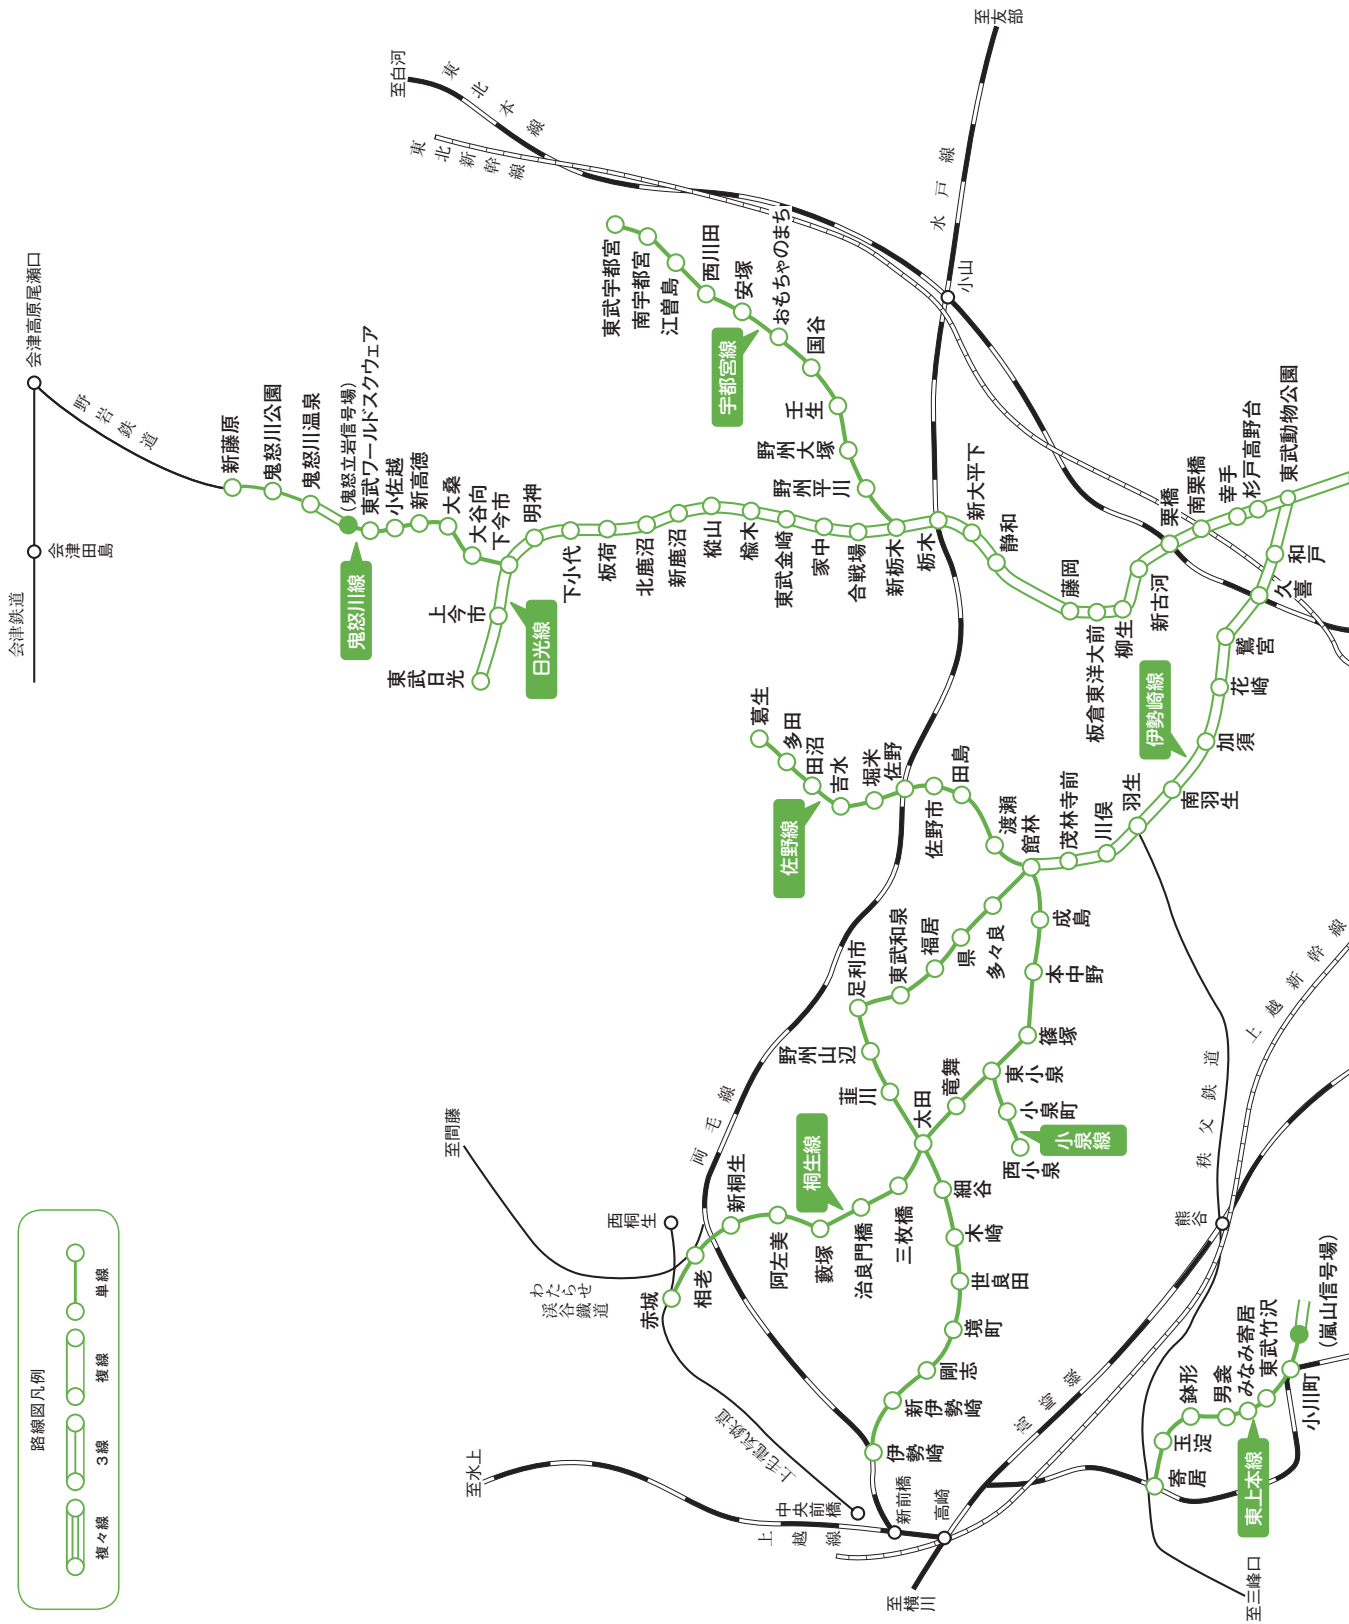 路線図凡例
単線
複線
3線
複々線
会津鉄道
会津田島
会津高原尾瀬口
野岩鉄道
新藤原
鬼怒川公園
鬼怒川温泉
(鬼怒立岩信号場)
東武ワールドスクウェア
小佐越
新高徳
大桑
大谷向
下今市
鬼怒川線
上今市
東武日光
日光線
明神
下小代
板荷
北鹿沼
新鹿沼
樅山
楡木
東武金崎
家中
合戦場
新栃木
栃木
新大平下
静和
藤岡
板倉東洋大前
柳生
新古河
栗橋
南栗橋
幸手
杉戸高野台
東武動物公園
東武宇都宮
南宇都宮
江曽島
西川田
安塚
おもちゃのまち
国谷
壬生
野州大塚
野州平川
宇都宮線
至白河
東北本線
東北新幹線
至友部
水戸線
小山
和戸
久喜
鷲宮
花崎
加須
南羽生
羽生
川俣
茂林寺前
館林
伊勢崎線
葛生
多田
田沼
吉水
堀米
佐野
佐野市
田島
渡瀬
佐野線
多々良
県
福居
東武和泉
足利市
野州山辺
韮川
太田
細谷
木崎
世良田
境町
剛志
新伊勢崎
伊勢崎
成島
本中野
篠塚
東小泉
小泉町
西小泉
小泉線
竜舞
三枚橋
治良門橋
藪塚
阿左美
新桐生
相老
赤城
桐生線
両毛線
至間藤
わたらせ
渓谷鐵道
西桐生
上毛電気鉄道
中央前橋
新前橋
高崎
至水上
上越線
至横川
高崎線
熊谷
秩父鉄道
上越新幹線
至三峰口
寄居
玉淀
鉢形
男衾
みなみ寄居
東武竹沢
小川町
(嵐山信号場)
東上本線